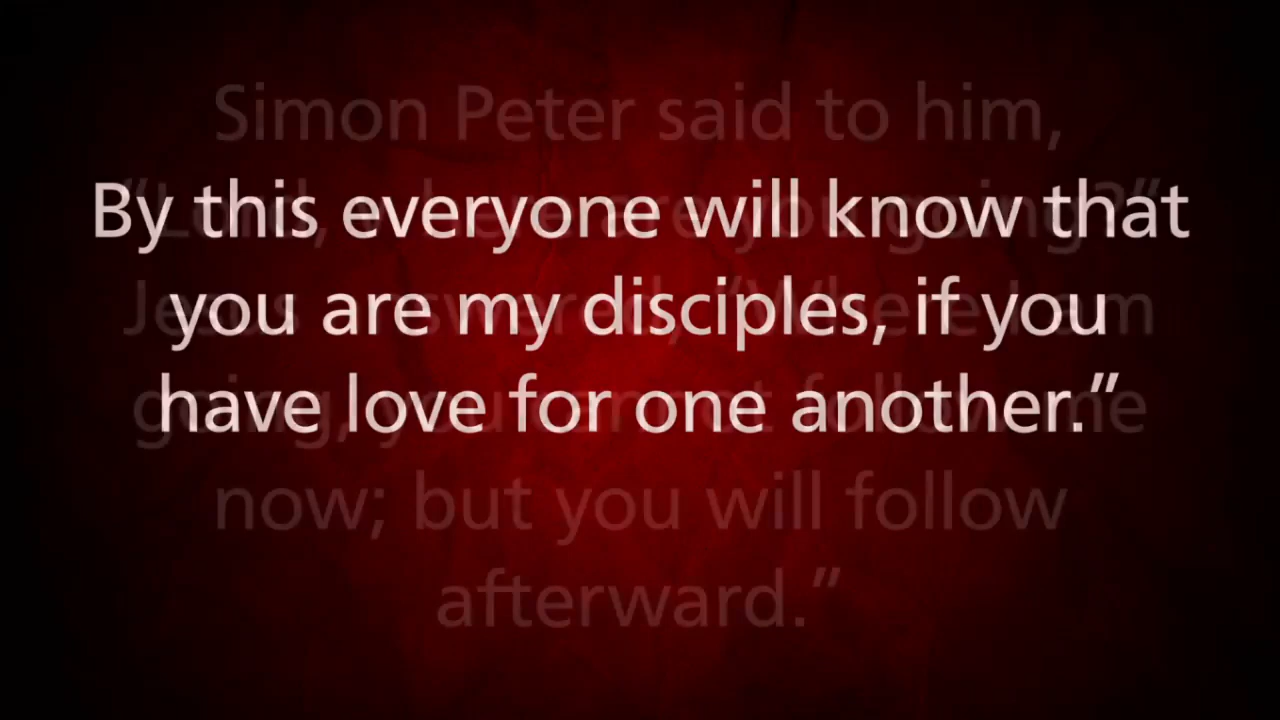 Simon Peter said to him,
By this everyone will know that
you are my disciples, if you
have love for one another.”
now; but you will follow
afterward.”